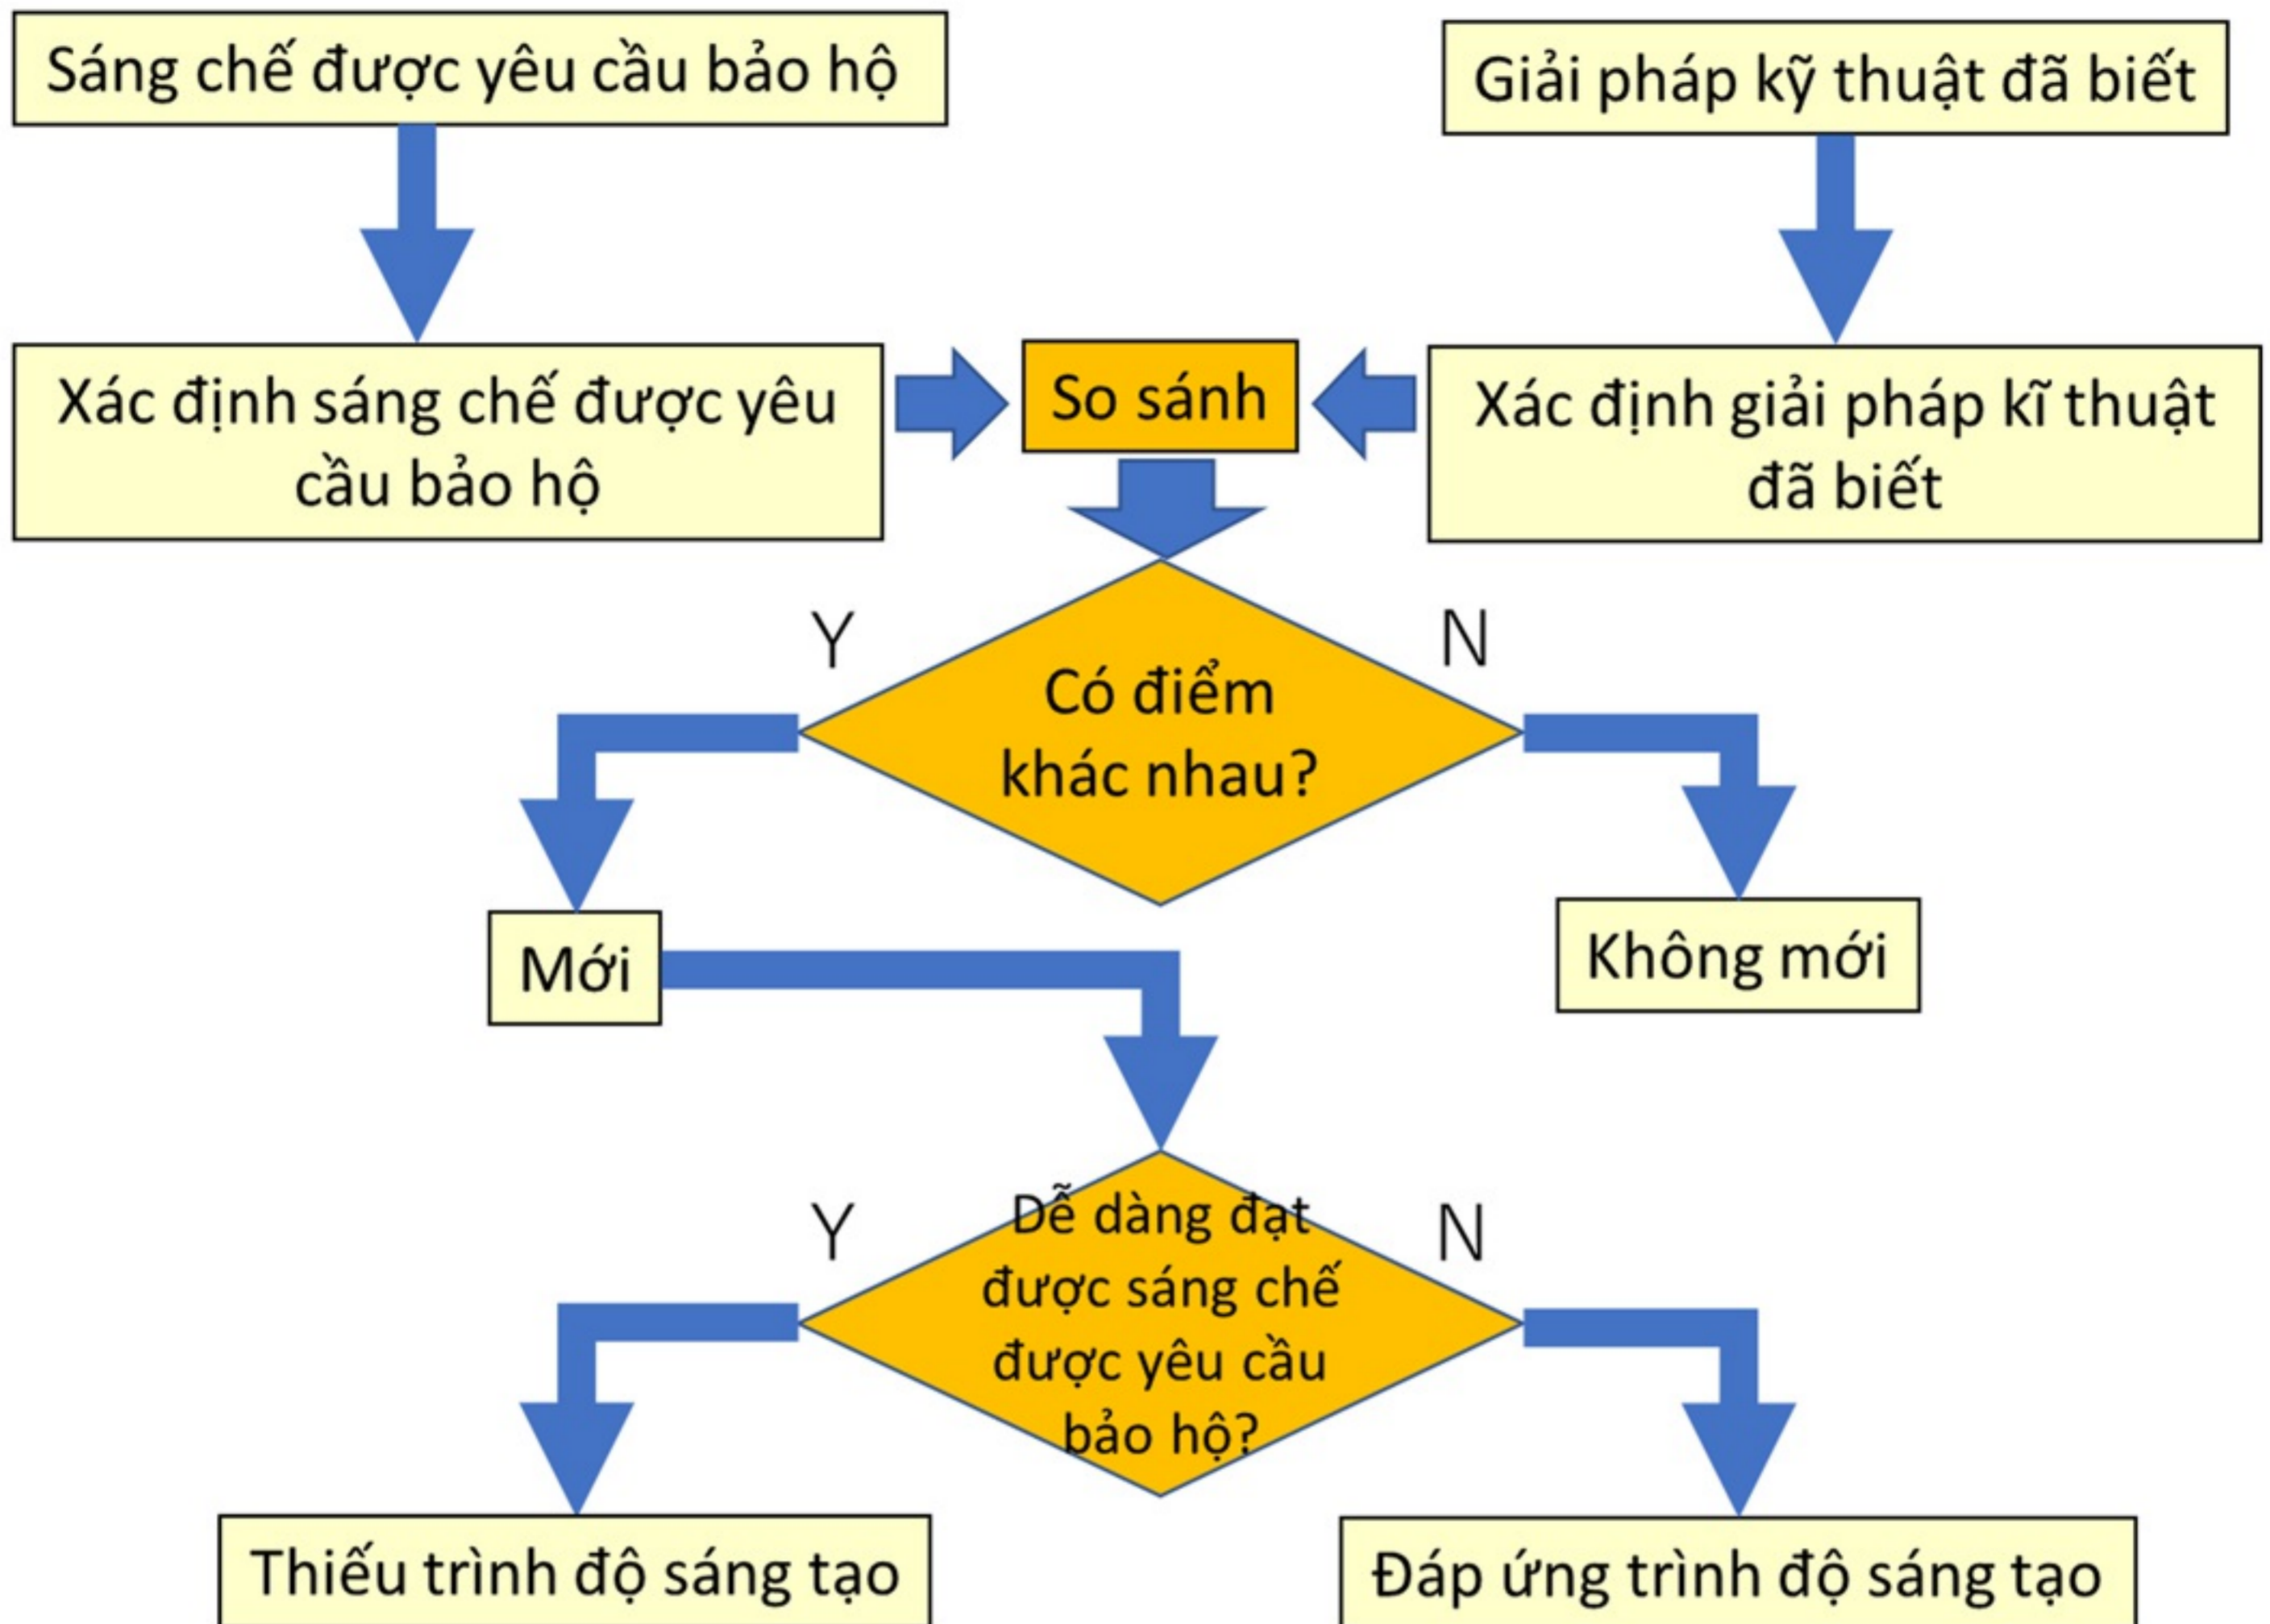 Sáng chế được yêu cầu bảo hộ
Giải pháp kỹ thuật đã biết
Xác định sáng chế được yêu
cầu bảo hộ
So sánh
Xác định giải pháp kĩ thuật
đã biết
Y
N
Có điểm
khác nhau?
Mới
Không mới
Y
N
Dễ dàng đạt
được sáng chế
được yêu cầu
bảo hộ?
Thiếu trình độ sáng tạo
Đáp ứng trình độ sáng tạo